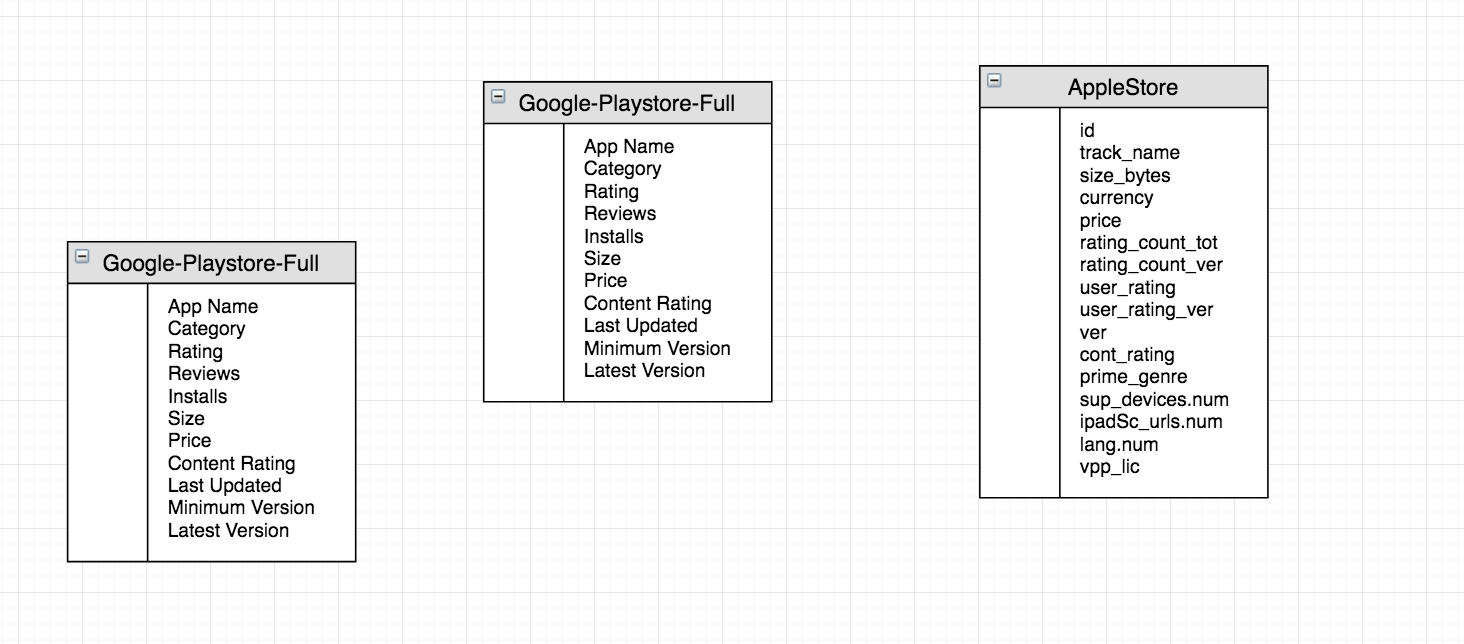 Google-Playstore-Full
App Name
Category
Rating
Reviews
Installs
Size
Price
Content Rating
Last Updated
Minimum Version
Latest Version
Google-Playstore-Full
App Name
Category
Rating
Reviews
Installs
Size
Price
Content Rating
Last Updated
Minimum Version
Latest Version
AppleStore
id
track_name
size_bytes
currency
price
rating_count_tot
rating_count_ver
user_rating
user_rating_ver
ver
cont_rating
prime_genre
sup_devices.num
ipadSc_urls.num
lang.num
vpp_lic